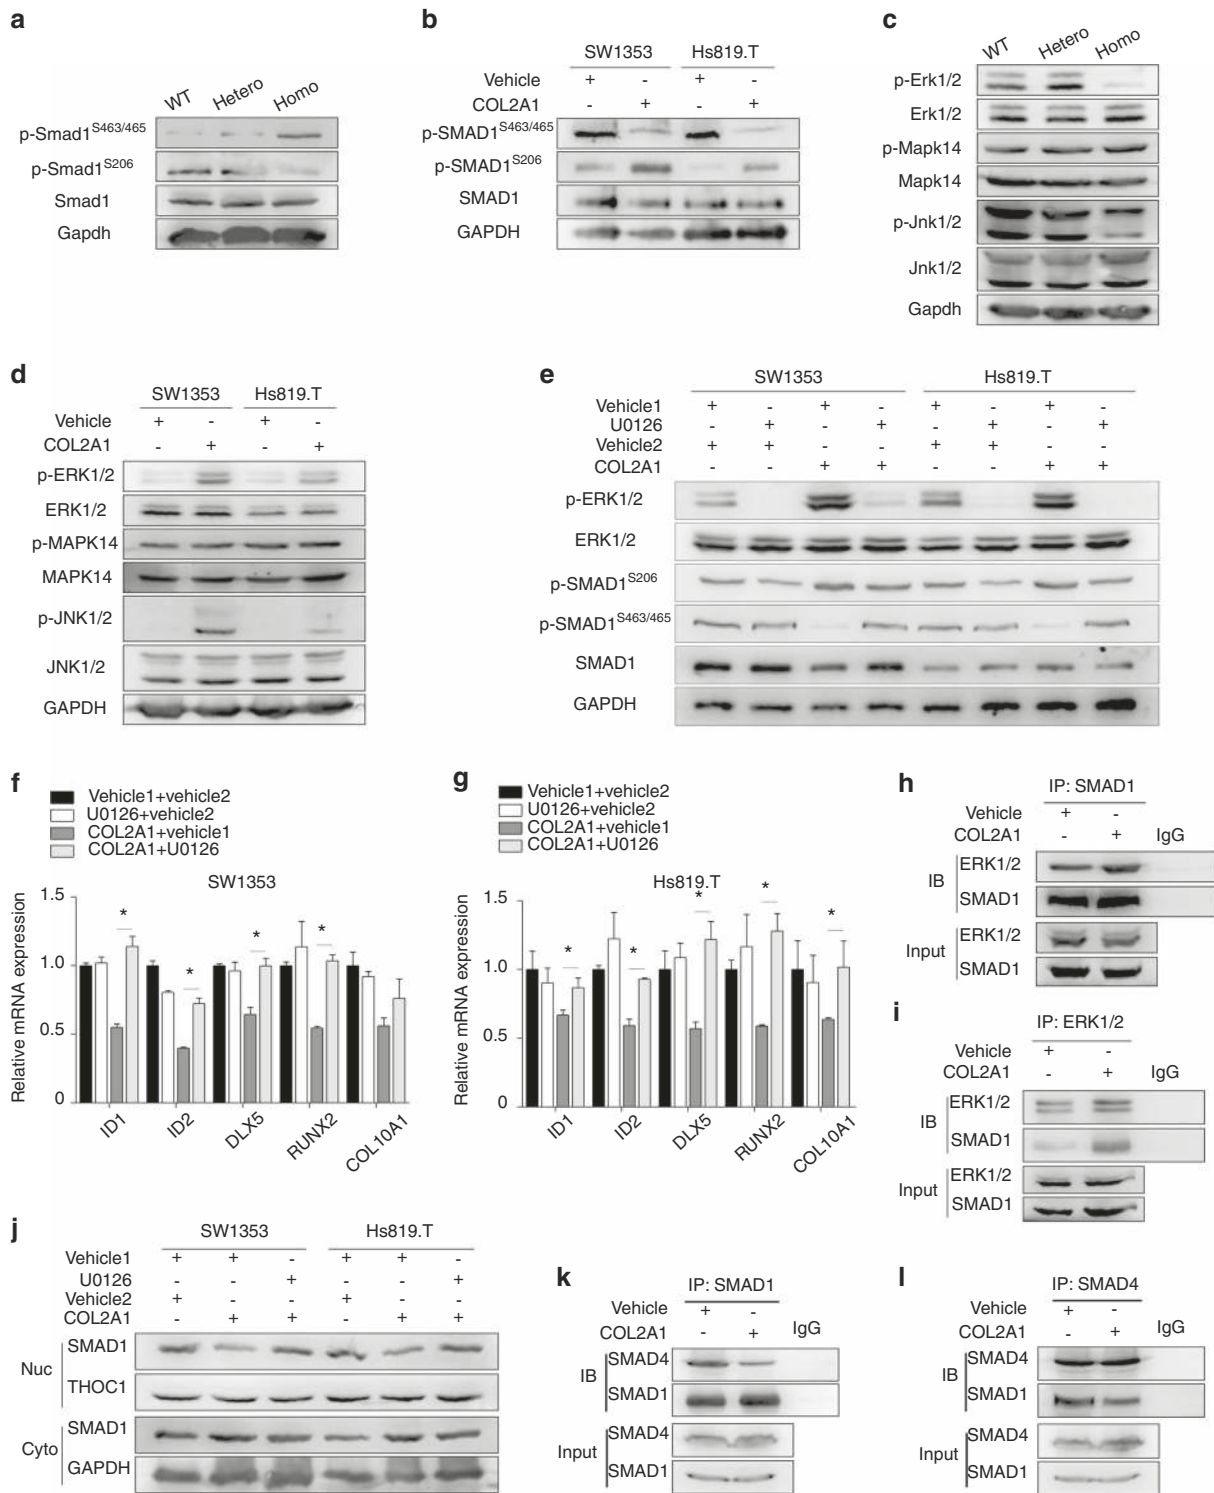 a
WT Hetero Homo
p-Smad1S463/465
p-Smad1S206
Smad1
Gapdh
b
SW1353 Hs819.T
Vehicle + - + -
COL2A1 - + - +
p-SMAD1S463/465
p-SMAD1S206
SMAD1
GAPDH
c
WT Hetero Homo
p-Erk1/2
Erk1/2
p-Mapk14
Mapk14
p-Jnk1/2
Jnk1/2
Gapdh
d
SW1353 Hs819.T
Vehicle + - + -
COL2A1 - + - +
p-ERK1/2
ERK1/2
p-MAPK14
MAPK14
p-JNK1/2
JNK1/2
GAPDH
e
SW1353 Hs819.T
Vehicle1 + - + - + - + -
U0126 - + - + - + - +
Vehicle2 + + - - + + - -
COL2A1 - - + + - - + +
p-ERK1/2
ERK1/2
p-SMAD1S206
p-SMAD1S463/465
SMAD1
GAPDH
f
Vehicle1+vehicle2
U0126+vehicle2
COL2A1+vehicle1
COL2A1+U0126
SW1353
Relative mRNA expression
1.5
1.0
0.5
0
* * * *
ID1 ID2 DLX5 RUNX2 COL10A1
g
Vehicle1+vehicle2
U0126+vehicle2
COL2A1+vehicle1
COL2A1+U0126
Hs819.T
Relative mRNA expression
1.5
1.0
0.5
0
* * * * *
ID1 ID2 DLX5 RUNX2 COL10A1
h
IP: SMAD1
Vehicle + -
COL2A1 - + IgG
IB
ERK1/2
SMAD1
Input
ERK1/2
SMAD1
i
IP: ERK1/2
Vehicle + -
COL2A1 - + IgG
IB
ERK1/2
SMAD1
Input
ERK1/2
SMAD1
j
SW1353 Hs819.T
Vehicle1 + + - + + -
U0126 - - + - - +
Vehicle2 + - - + - -
COL2A1 - + + - + +
Nuc
SMAD1
THOC1
Cyto
SMAD1
GAPDH
k
IP: SMAD1
Vehicle + -
COL2A1 - + IgG
IB
SMAD4
SMAD1
Input
SMAD4
SMAD1
l
IP: SMAD4
Vehicle + -
COL2A1 - + IgG
IB
SMAD4
SMAD1
Input
SMAD4
SMAD1